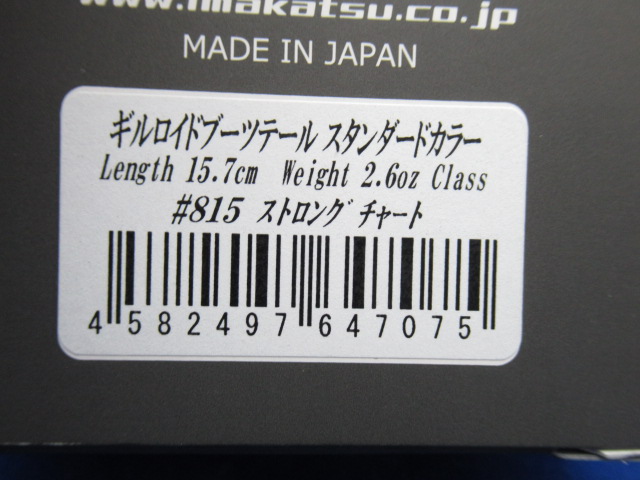 www.imakatsu.co.jp
MADE IN JAPAN
ギルロイドブーツテール スタンダードカラー
Length 15.7cm Weight 2.6oz Class
#815 ストロング チャート
4 582497 647075